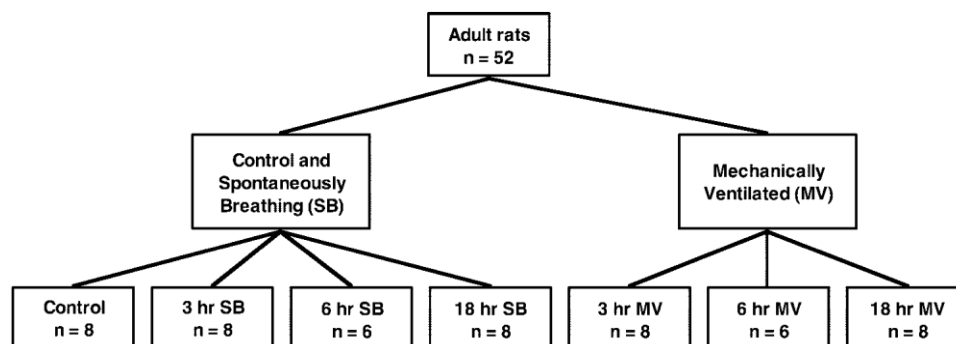 Adult rats
n = 52
Control and
Spontaneously
Breathing (SB)
Mechanically
Ventilated (MV)
Control
n = 8
3 hr SB
n = 8
6 hr SB
n = 6
18 hr SB
n = 8
3 hr MV
n = 8
6 hr MV
n = 6
18 hr MV
n = 8